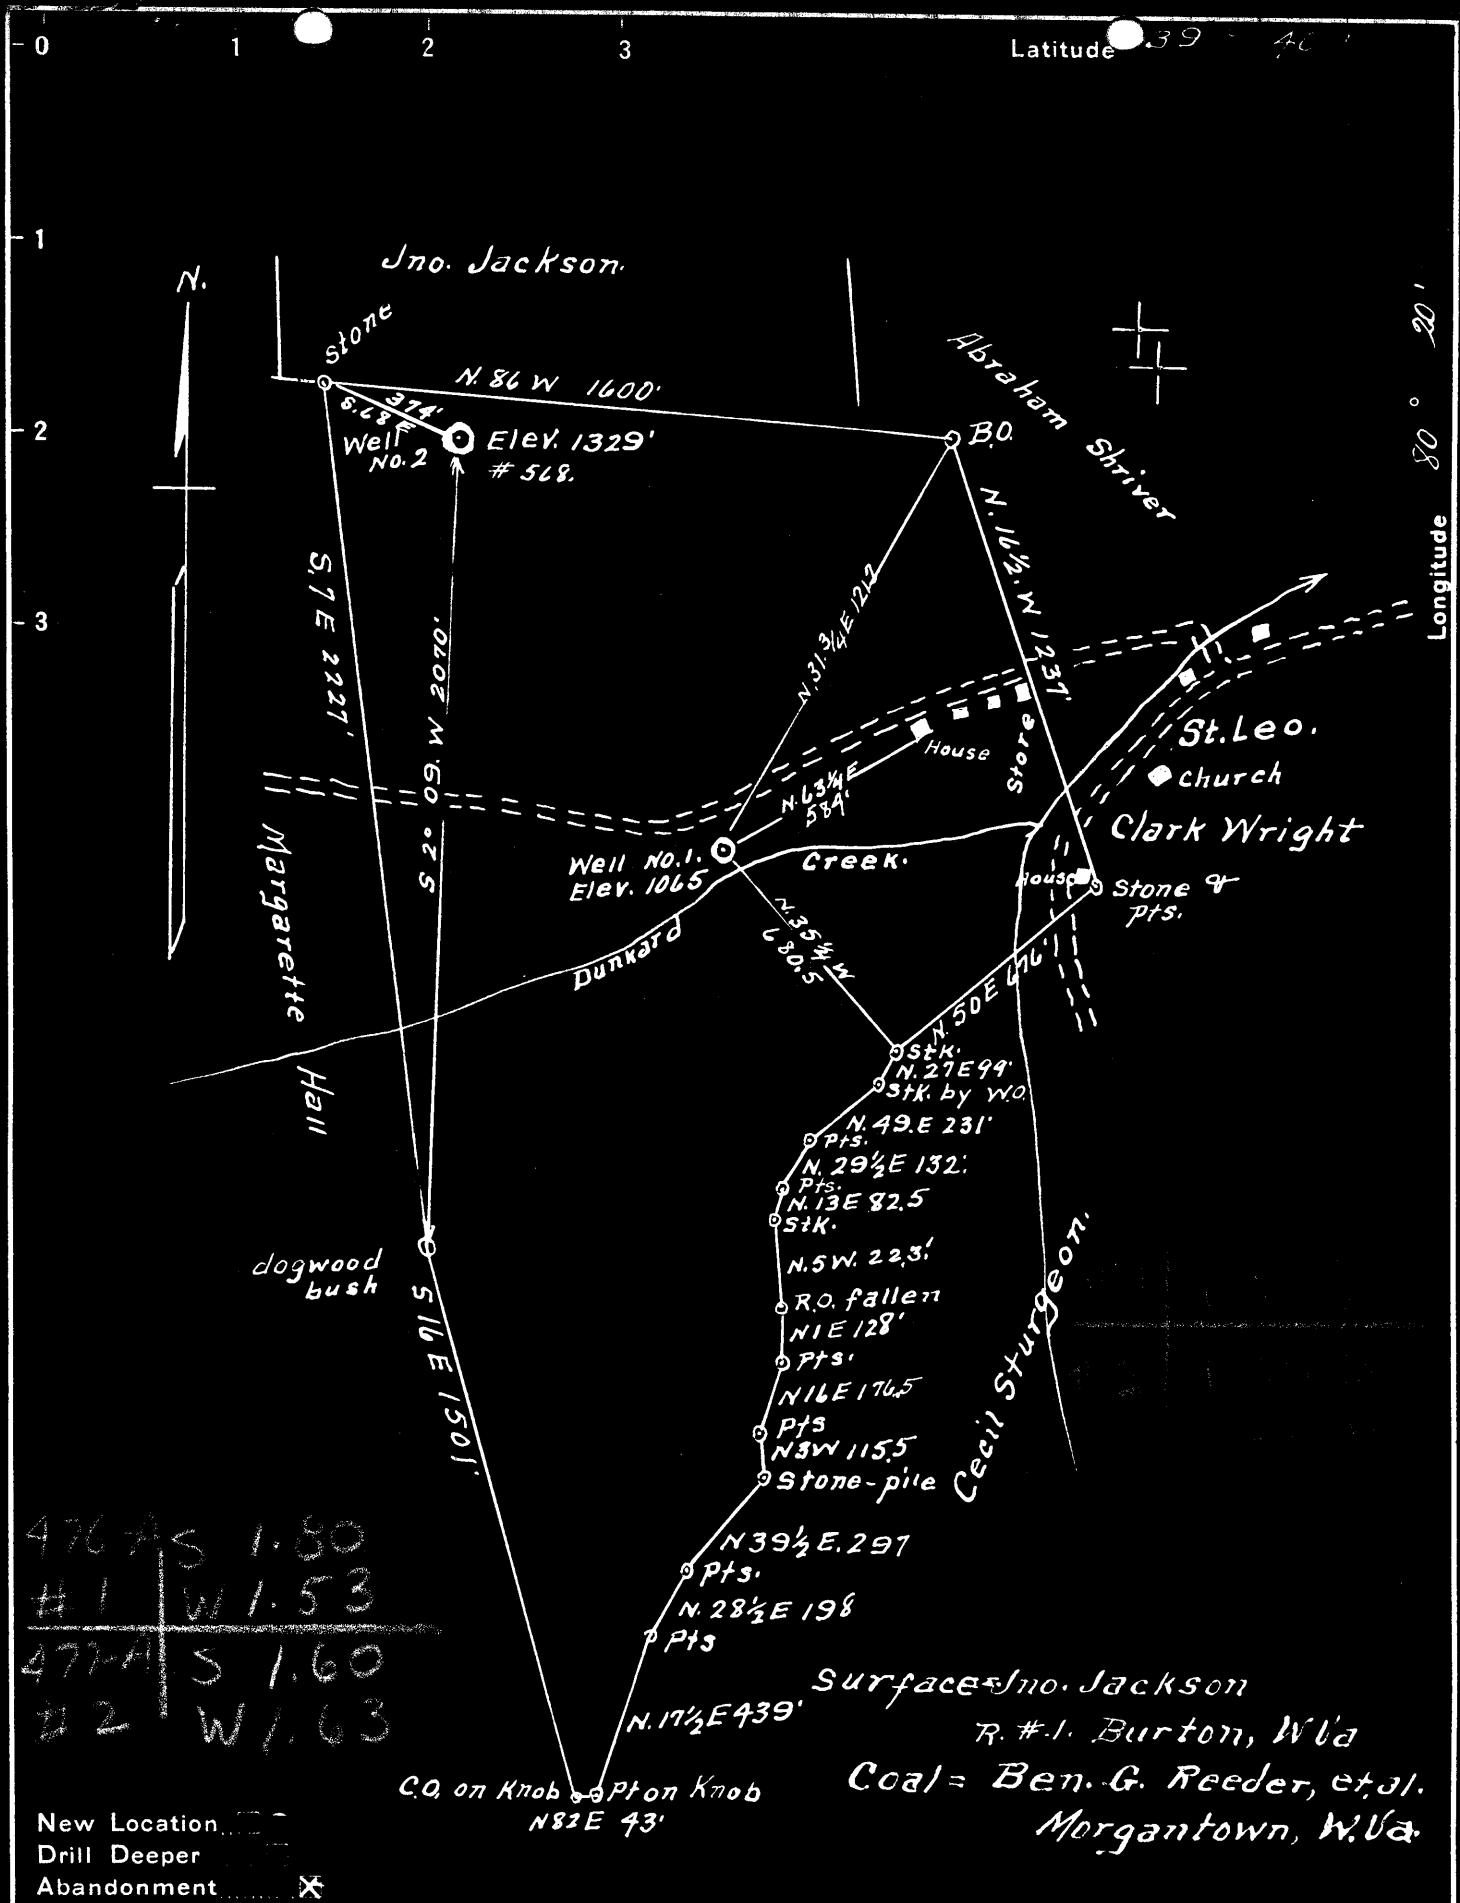 0 1 2 3 Latitude 39 - 40'
1
2
3
Longitude 80° 20'
N.
Jno. Jackson.
Stone
N. 86 W 1600'
374'
S. 68 E
Well No. 2
Elev. 1329'
# 568.
B.O.
Abraham Shriver
N. 16½. W 1237'
S. 7 E 2227'
S 20. 09. W 2070'
N. 31. ¾ E 1212
House
Store
N. 63¼ E
584'
St. Leo.
Church
Clark Wright
Well No. 1.
Elev. 1065
Creek.
House
Stone &
Pts.
Margarette Hall
Dunkard
N. 35¾ W
680.5
N. 50 E 676'
Stk.
N. 27 E 99'
Stk. by W.O.
N. 49. E 231'
Pts.
N. 29½ E 132'
Pts.
N. 13 E 82.5
Stk.
dogwood
bush
N. 5 W. 223'
R.O. fallen
N 1 E 128'
Pts.
N 16 E 176.5
Pts
N 3 W 115.5
Stone-pile
Cecil Sturgeon.
S 16 E 1501'
N 39½ E. 297
Pts.
N. 28½ E 198
Pts
N. 17½ E 439'
C.O. on Knob
Pt on Knob
N 82 E 43'
476-A S 1.80
#1 W 1.53
477-A S 1.60
#2 W 1.63
Surface = Jno. Jackson
R. #.1. Burton, W Va
Coal = Ben. G. Reeder, et. al.
Morgantown, W. Va.
New Location
Drill Deeper
Abandonment X